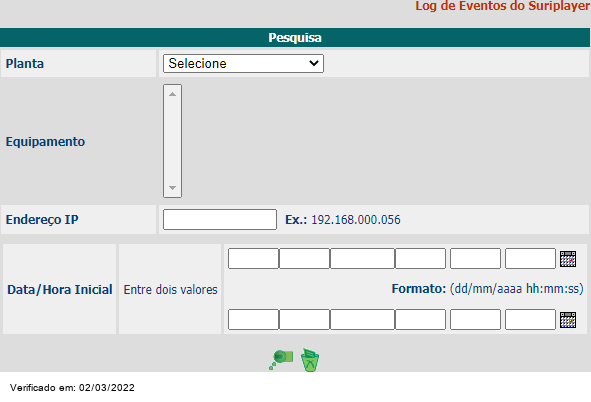 Log de Eventos do Suriplayer
Pesquisa
Planta Selecione
Equipamento
Endereço IP Ex.: 192.168.000.056
Data/Hora Inicial Entre dois valores
Formato: (dd/mm/aaaa hh:mm:ss)
Verificado em: 02/03/2022